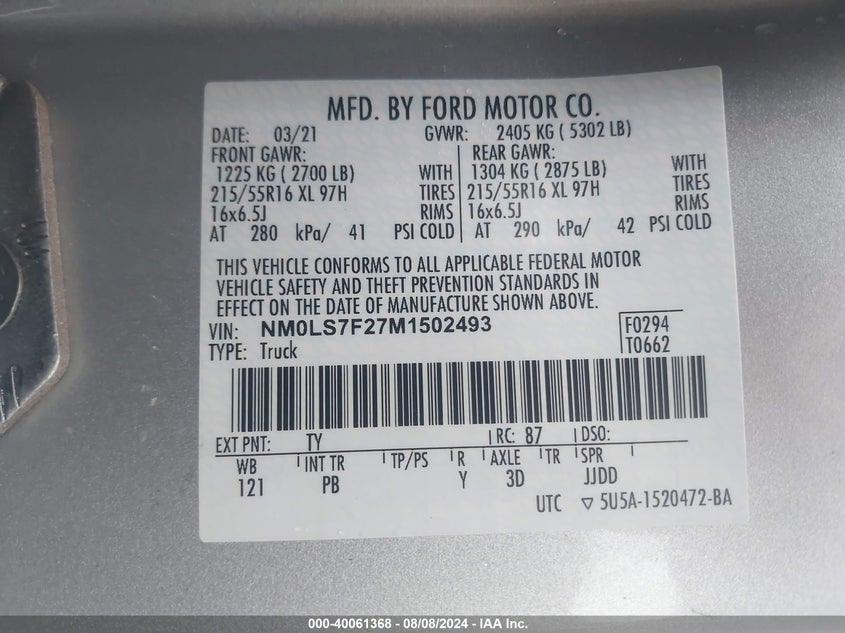 MFD. BY FORD MOTOR CO.
DATE: 03/21 GVWR: 2405 KG ( 5302 LB)
FRONT GAWR: REAR GAWR:
1225 KG ( 2700 LB) WITH 1304 KG ( 2875 LB) WITH
215/55R16 XL 97H TIRES 215/55R16 XL 97H TIRES
16x6.5J RIMS 16x6.5J RIMS
AT 280 kPa/ 41 PSI COLD AT 290 kPa/ 42 PSI COLD
THIS VEHICLE CONFORMS TO ALL APPLICABLE FEDERAL MOTOR
VEHICLE SAFETY AND THEFT PREVENTION STANDARDS IN
EFFECT ON THE DATE OF MANUFACTURE SHOWN ABOVE.
VIN: NM0LS7F27M1502493 F0294
TYPE: Truck T0662
EXT PNT: TY RC: 87 DSO:
WB INT TR TP/PS R AXLE TR SPR
121 PB Y 3D JJDD
UTC ▽ 5U5A-1520472-BA
000-40061368 - 08/08/2024 - IAA Inc.